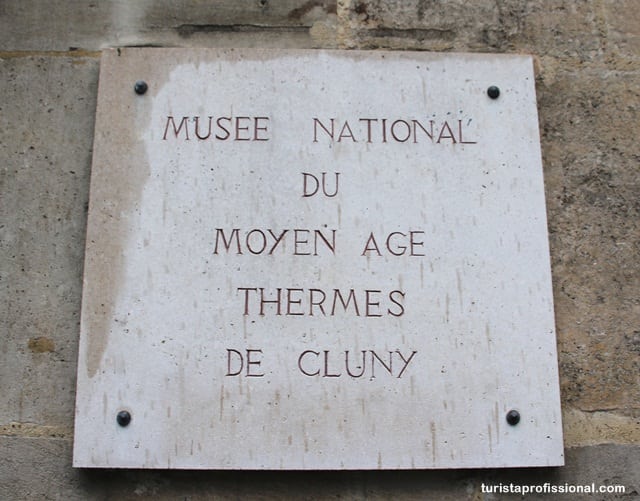 MUSEE NATIONAL
DU
MOYEN AGE
THERMES
DE CLUNY
turistaprofissional.com